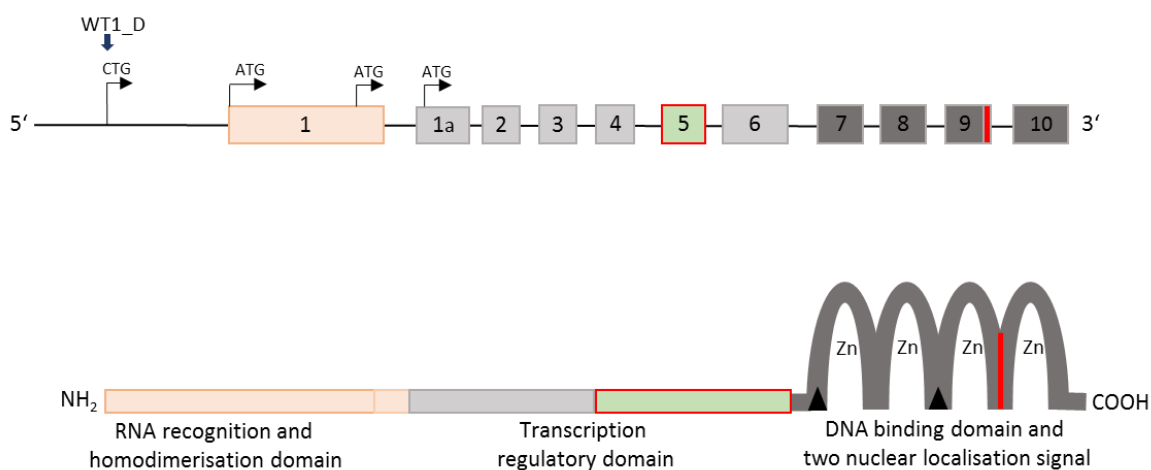 WT1_D
CTG
ATG
ATG
ATG
5‘ 1 1a 2 3 4 5 6 7 8 9 10 3‘
Zn Zn Zn Zn
NH2 COOH
RNA recognition and
homodimerisation domain
Transcription
regulatory domain
DNA binding domain and
two nuclear localisation signal